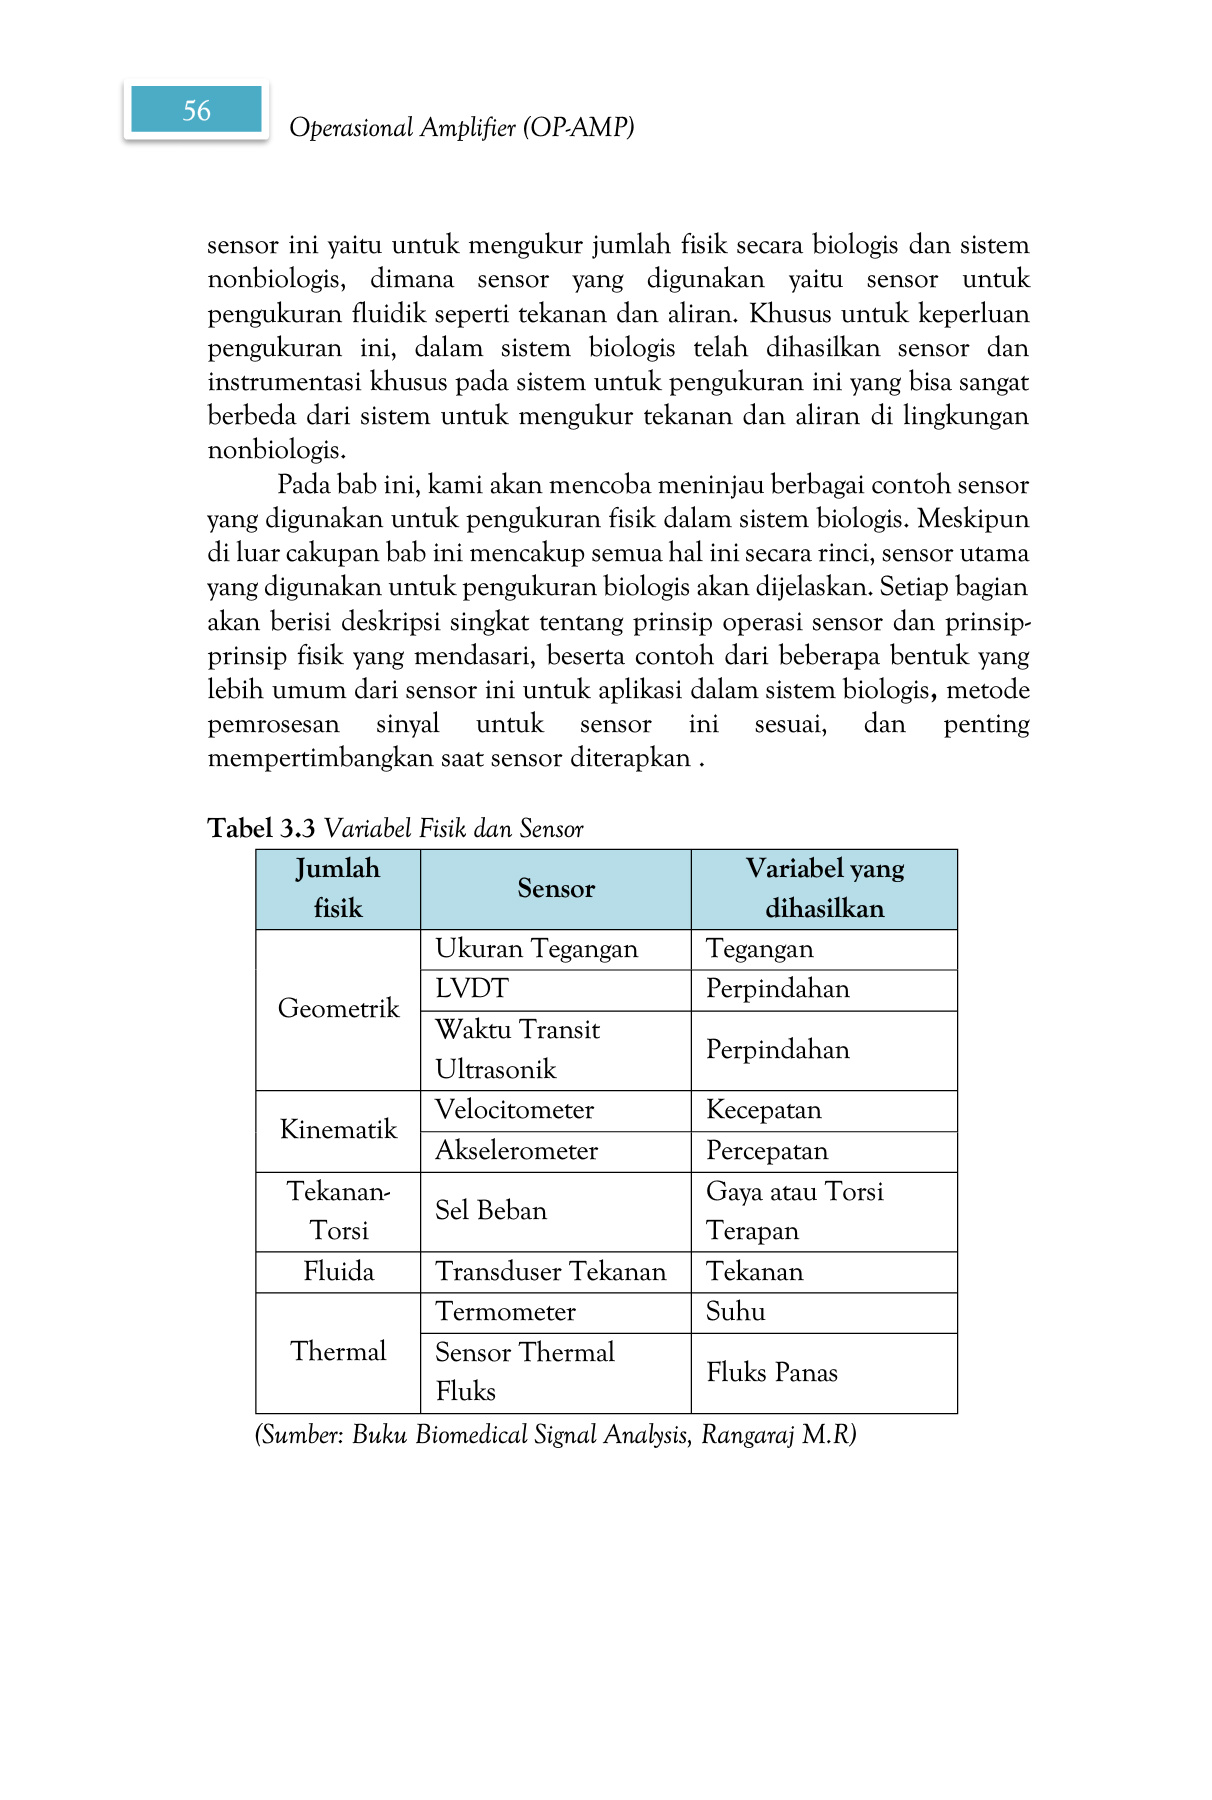 56
Operasional Amplifier (OP-AMP)
sensor ini yaitu untuk mengukur jumlah fisik secara biologis dan sistem
nonbiologis, dimana sensor yang digunakan yaitu sensor untuk
pengukuran fluidik seperti tekanan dan aliran. Khusus untuk keperluan
pengukuran ini, dalam sistem biologis telah dihasilkan sensor dan
instrumentasi khusus pada sistem untuk pengukuran ini yang bisa sangat
berbeda dari sistem untuk mengukur tekanan dan aliran di lingkungan
nonbiologis.
Pada bab ini, kami akan mencoba meninjau berbagai contoh sensor
yang digunakan untuk pengukuran fisik dalam sistem biologis. Meskipun
di luar cakupan bab ini mencakup semua hal ini secara rinci, sensor utama
yang digunakan untuk pengukuran biologis akan dijelaskan. Setiap bagian
akan berisi deskripsi singkat tentang prinsip operasi sensor dan prinsip-
prinsip fisik yang mendasari, beserta contoh dari beberapa bentuk yang
lebih umum dari sensor ini untuk aplikasi dalam sistem biologis, metode
pemrosesan sinyal untuk sensor ini sesuai, dan penting
mempertimbangkan saat sensor diterapkan .
Tabel 3.3 Variabel Fisik dan Sensor
Jumlah
fisik
Sensor
Variabel yang
dihasilkan
Geometrik
Ukuran Tegangan
Tegangan
LVDT
Perpindahan
Waktu Transit
Ultrasonik
Perpindahan
Kinematik
Velocitometer
Kecepatan
Akselerometer
Percepatan
Tekanan-
Torsi
Sel Beban
Gaya atau Torsi
Terapan
Fluida
Transduser Tekanan
Tekanan
Thermal
Termometer
Suhu
Sensor Thermal
Fluks
Fluks Panas
(Sumber: Buku Biomedical Signal Analysis, Rangaraj M.R)